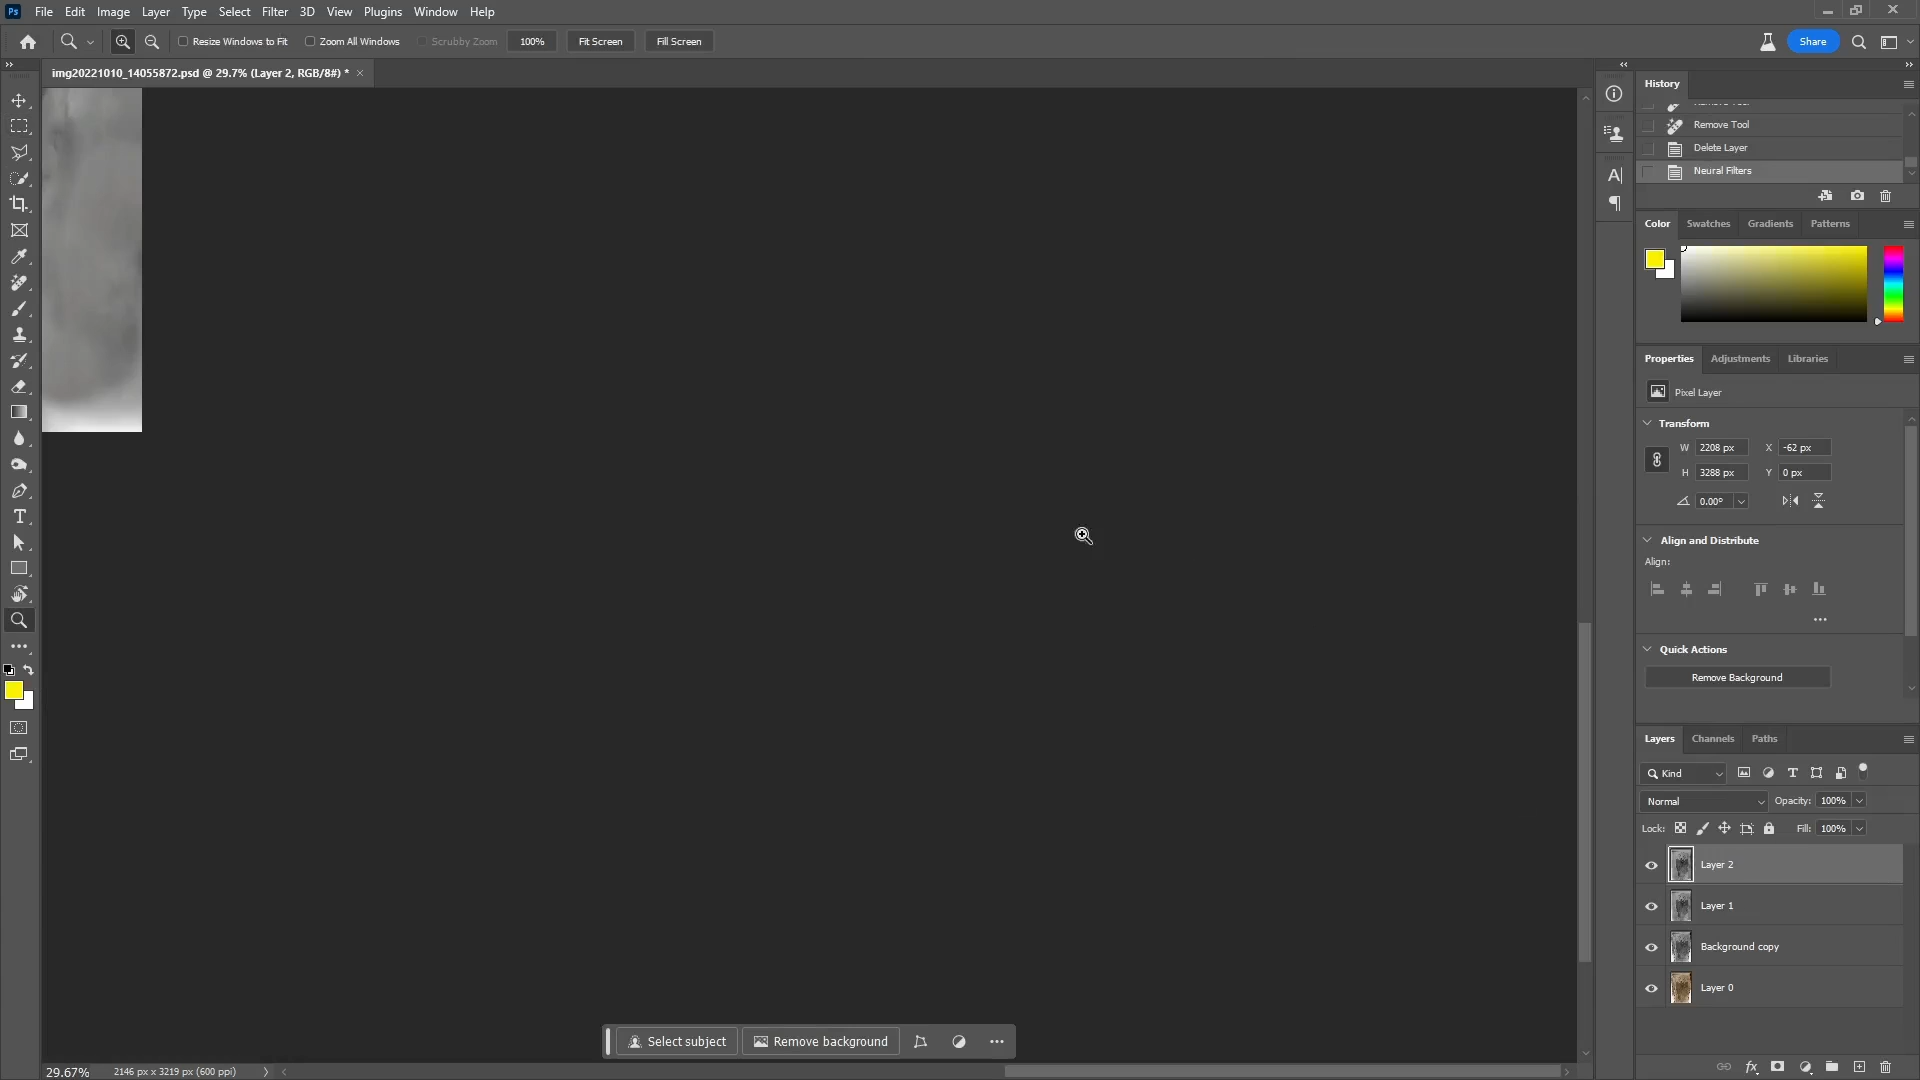 Ps File Edit Image Layer Type Select Filter 3D View Plugins Window Help
Resize Windows to Fit Zoom All Windows Scrubby Zoom 100% Fit Screen Fill Screen Share
img20221010_14055872.psd @ 29.7% (Layer 2, RGB/8#) * ×
History
Remove Tool
Delete Layer
Neural Filters
Color Swatches Gradients Patterns
Properties Adjustments Libraries
Pixel Layer
Transform
W 2208 px X -62 px
H 3288 px Y 0 px
0.00°
Align and Distribute
Align:
Quick Actions
Remove Background
Layers Channels Paths
Kind
Normal Opacity: 100%
Lock: Fill: 100%
Layer 2
Layer 1
Background copy
Layer 0
Select subject Remove background
29.67% 2146 px x 3219 px (600 ppi)